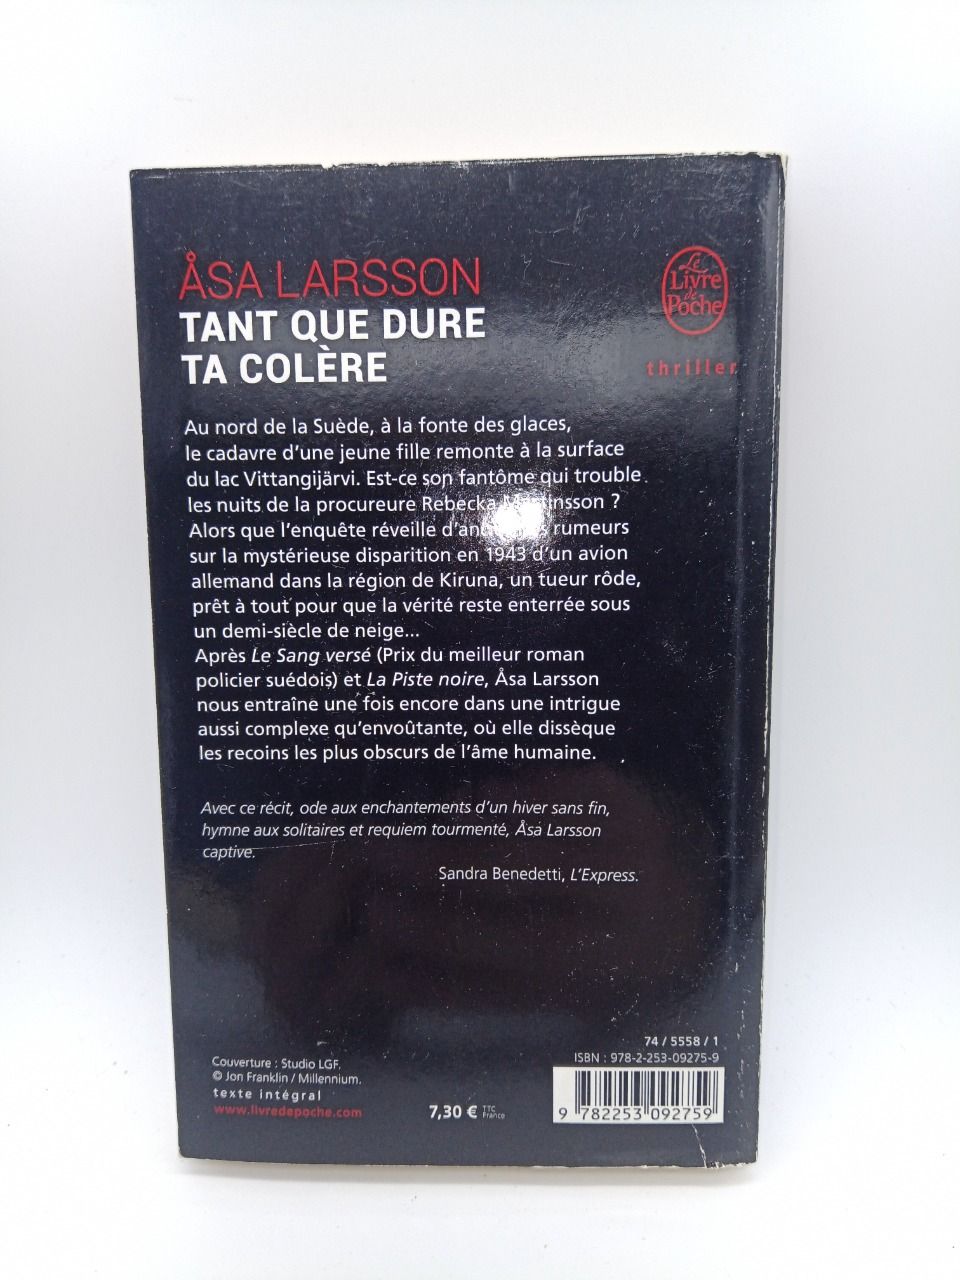 ÅSA LARSSON
TANT QUE DURE
TA COLÈRE
Le
Livre
de
Poche
thriller
Au nord de la Suède, à la fonte des glaces,
le cadavre d'une jeune fille remonte à la surface
du lac Vittangijärvi. Est-ce son fantôme qui trouble
les nuits de la procureure Rebecka ?
Alors que l'enquête réveille rumeurs
sur la mystérieuse disparition en 1943 d'un avion
allemand dans la région de Kiruna, un tueur rôde,
prêt à tout pour que la vérité reste enterrée sous
un demi-siècle de neige...
Après Le Sang versé (Prix du meilleur roman
policier suédois) et La Piste noire, Åsa Larsson
nous entraîne une fois encore dans une intrigue
aussi complexe qu'envoûtante, où elle dissèque
les recoins les plus obscurs de l'âme humaine.
Avec ce récit, ode aux enchantements d'un hiver sans fin,
hymne aux solitaires et requiem tourmenté, Åsa Larsson
captive.
Sandra Benedetti, L'Express.
74 / 5558 / 1
ISBN : 978-2-253-09275-9
Couverture : Studio LGF.
© Jon Franklin / Millennium.
texte intégral
www.livredepoche.com
7,30 € TTC
France
9 782253 092759